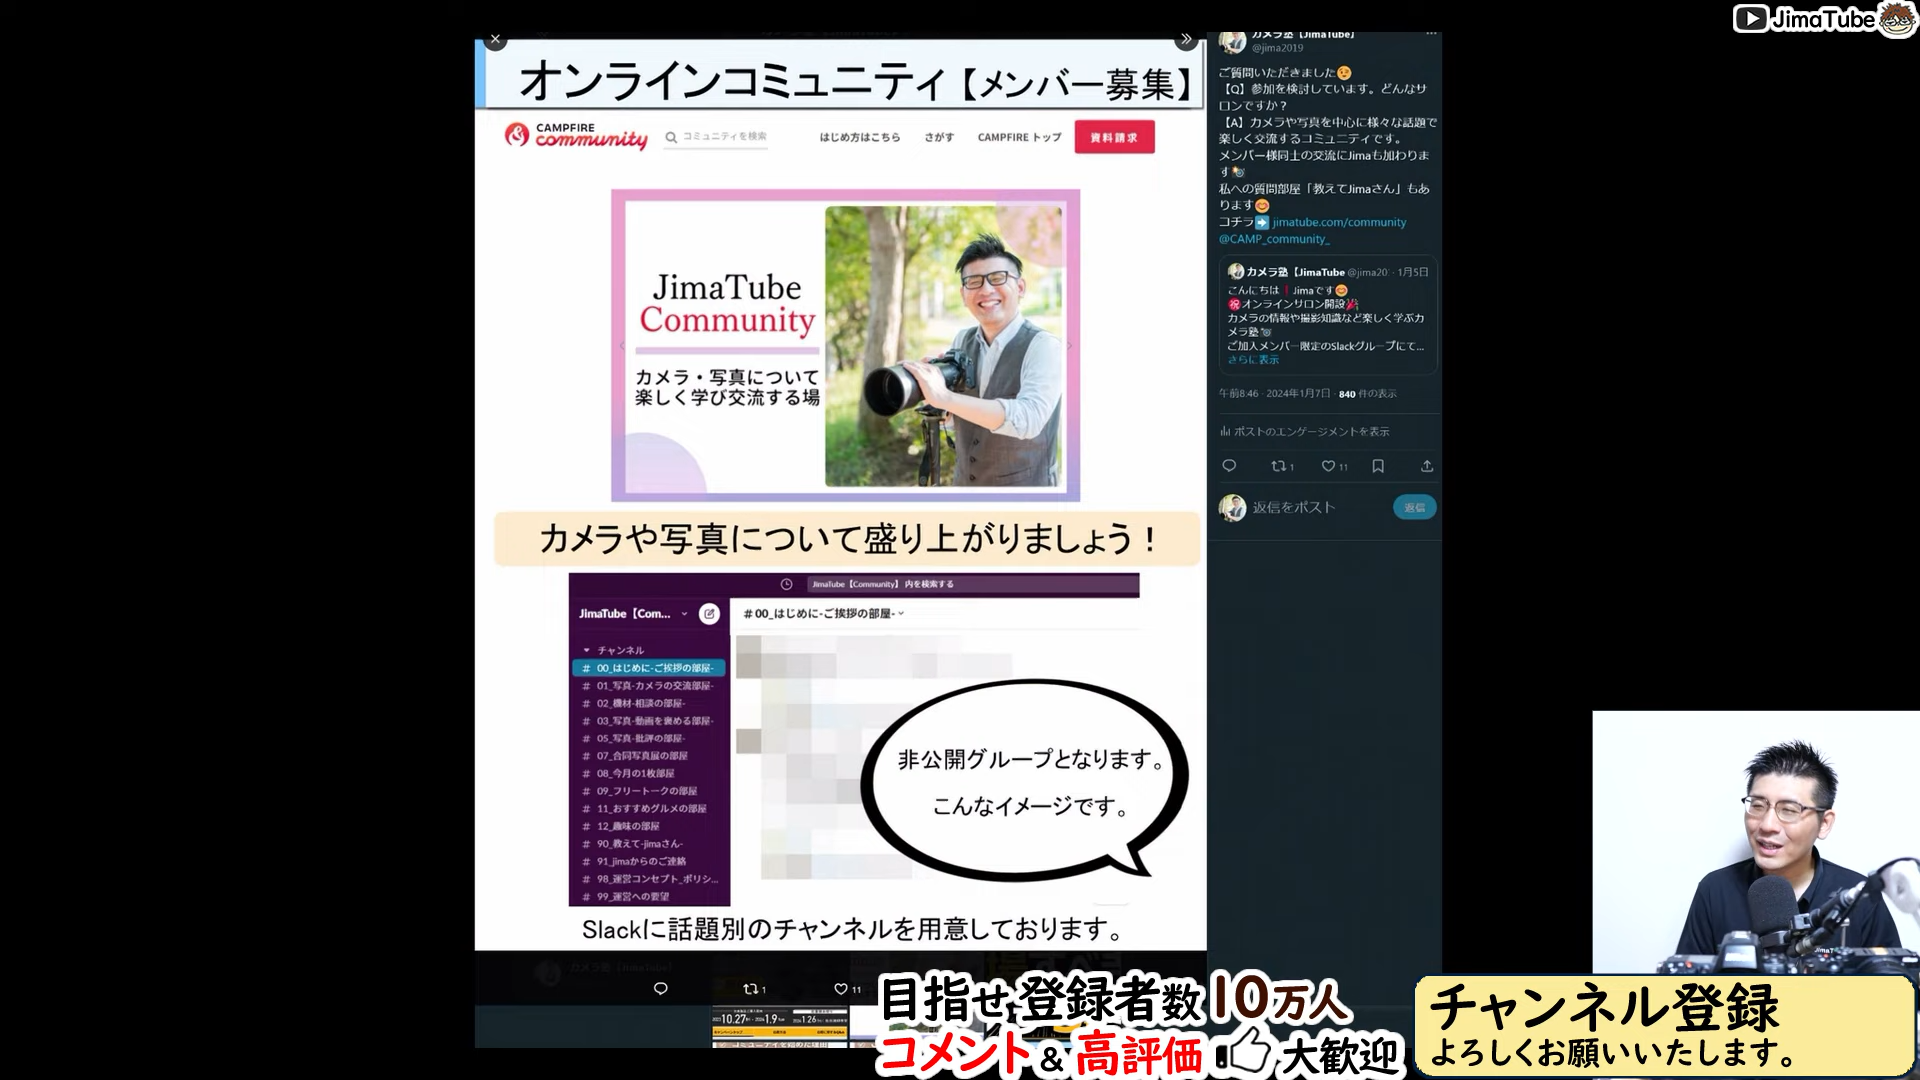 JimaTube
オンラインコミュニティ【メンバー募集】
CAMPFIRE
community
コミュニティを検索
はじめ方はこちら
さがす
CAMPFIRE トップ
資料請求
JimaTube
Community
カメラ・写真について
楽しく学び交流する場
カメラや写真について盛り上がりましょう！
JimaTube【Community】 内を検索する
JimaTube【Com...
#00_はじめに-ご挨拶の部屋-
チャンネル
# 00_はじめに-ご挨拶の部屋-
# 01_写真-カメラの交流部屋-
# 02_機材-相談の部屋-
# 03_写真-動画を褒める部屋-
# 05_写真-批評の部屋-
# 07_合同写真展の部屋
# 08_今月の1枚部屋
# 09_フリートークの部屋
# 11_おすすめグルメの部屋
# 12_趣味の部屋
# 90_教えて-jimaさん-
# 91_jimaからのご連絡
# 98_運営コンセプト_ポリシ...
# 99_運営への要望
非公開グループとなります。
こんなイメージです。
Slackに話題別のチャンネルを用意しております。
1
11
カメラ塾【JimaTube】
@jima2019
ご質問いただきました😉
【Q】参加を検討しています。どんなサ
ロンですか？
【A】カメラや写真を中心に様々な話題で
楽しく交流するコミュニティです。
メンバー様同士の交流にJimaも加わりま
す📸
私への質問部屋「教えてJimaさん」もあ
ります😊
コチラ➡️jimatube.com/community
@CAMP_community_
カメラ塾【JimaTube @jima20 · 1月5日
こんにちは❗Jimaです😊
㊗️オンラインサロン開設🎉
カメラの情報や撮影知識など楽しく学ぶカ
メラ塾📸
ご加入メンバー限定のSlackグループにて...
さらに表示
午前8:46 · 2024年1月7日 · 840 件の表示
ポストのエンゲージメントを表示
1
11
返信をポスト
返信
10.27 1.9
1.26
目指せ 登録者数10万人
コメント&高評価 大歓迎
チャンネル登録
よろしくお願いいたします。